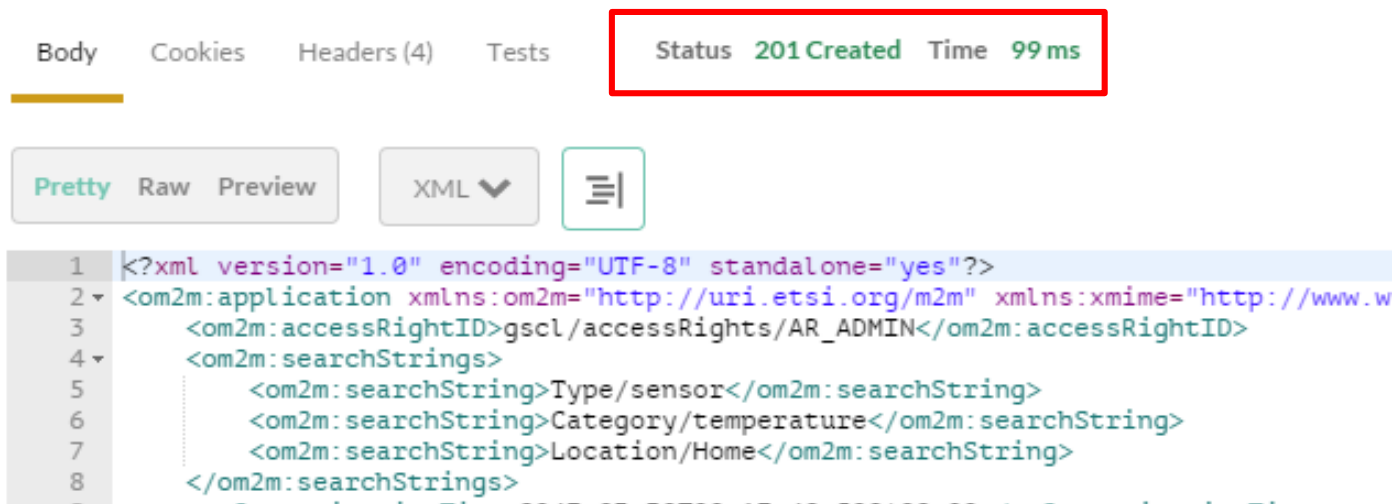 Body Cookies Headers (4) Tests Status 201 Created Time 99 ms
Pretty Raw Preview XML
1 <?xml version="1.0" encoding="UTF-8" standalone="yes"?>
2 <om2m:application xmlns:om2m="http://uri.etsi.org/m2m" xmlns:xmime="http://www.w
3 <om2m:accessRightID>gscl/accessRights/AR_ADMIN</om2m:accessRightID>
4 <om2m:searchStrings>
5 <om2m:searchString>Type/sensor</om2m:searchString>
6 <om2m:searchString>Category/temperature</om2m:searchString>
7 <om2m:searchString>Location/Home</om2m:searchString>
8 </om2m:searchStrings>